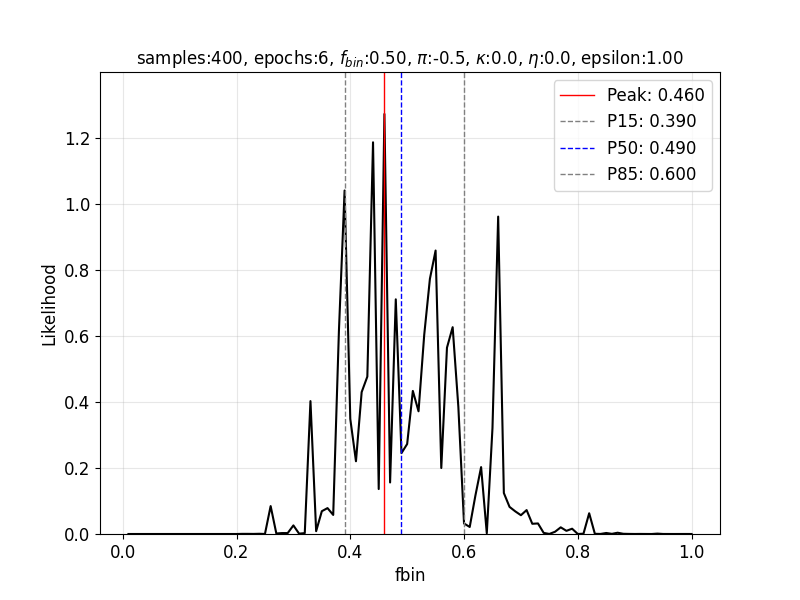 samples:400, epochs:6, f_bin:0.50, π:-0.5, κ:0.0, η:0.0, epsilon:1.00
Peak: 0.460
P15: 0.390
P50: 0.490
P85: 0.600
Likelihood
1.2
1.0
0.8
0.6
0.4
0.2
0.0
0.0 0.2 0.4 0.6 0.8 1.0
fbin